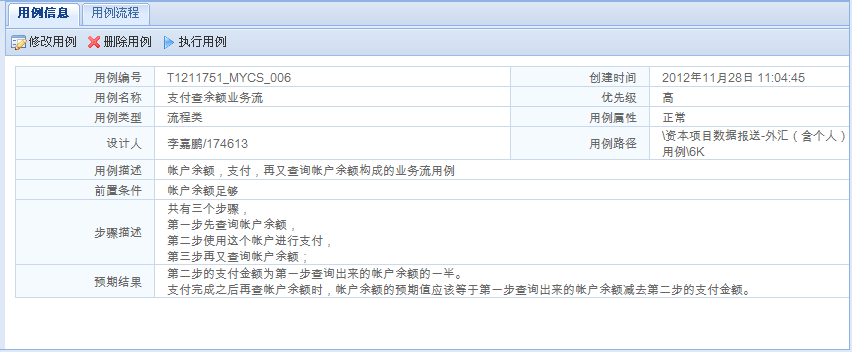 用例信息 用例流程
修改用例 删除用例 执行用例
用例编号 T1211751_MYCS_006 创建时间 2012年11月28日 11:04:45
用例名称 支付查余额业务流 优先级 高
用例类型 流程类 用例属性 正常
设计人 李嘉鹏/174613 用例路径 \资本项目数据报送-外汇（含个人）
用例\6K
用例描述 帐户余额，支付，再又查询帐户余额构成的业务流用例
前置条件 帐户余额足够
步骤描述 共有三个步骤，
第一步先查询帐户余额，
第二步使用这个帐户进行支付，
第三步再又查询帐户余额；
预期结果 第二步的支付金额为第一步查询出来的帐户余额的一半。
支付完成之后再查帐户余额时，帐户余额的预期值应该等于第一步查询出来的帐户余额减去第二步的支付金额。